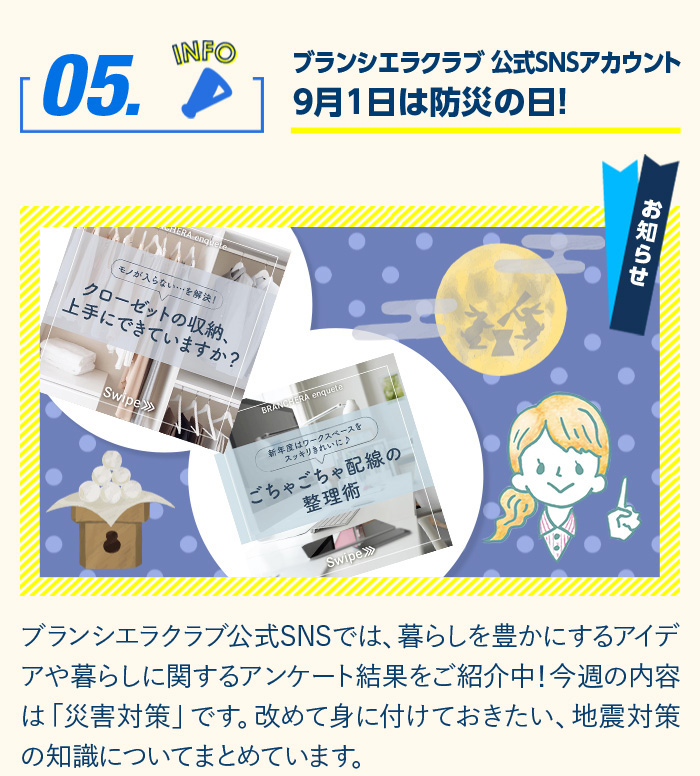 05.
INFO
ブランシエラクラブ 公式SNSアカウント
9月1日は防災の日!
お知らせ
BRANCHERA enquete
モノが入らない…を解決!
クローゼットの収納、
上手にできていますか?
Swipe
BRANCHERA enquete
新年度はワークスペースを
スッキリきれいに♪
ごちゃごちゃ配線の
整理術
Swipe
ブランシエラクラブ公式SNSでは、暮らしを豊かにするアイデ
アや暮らしに関するアンケート結果をご紹介中!今週の内容
は「災害対策」です。改めて身に付けておきたい、地震対策
の知識についてまとめています。